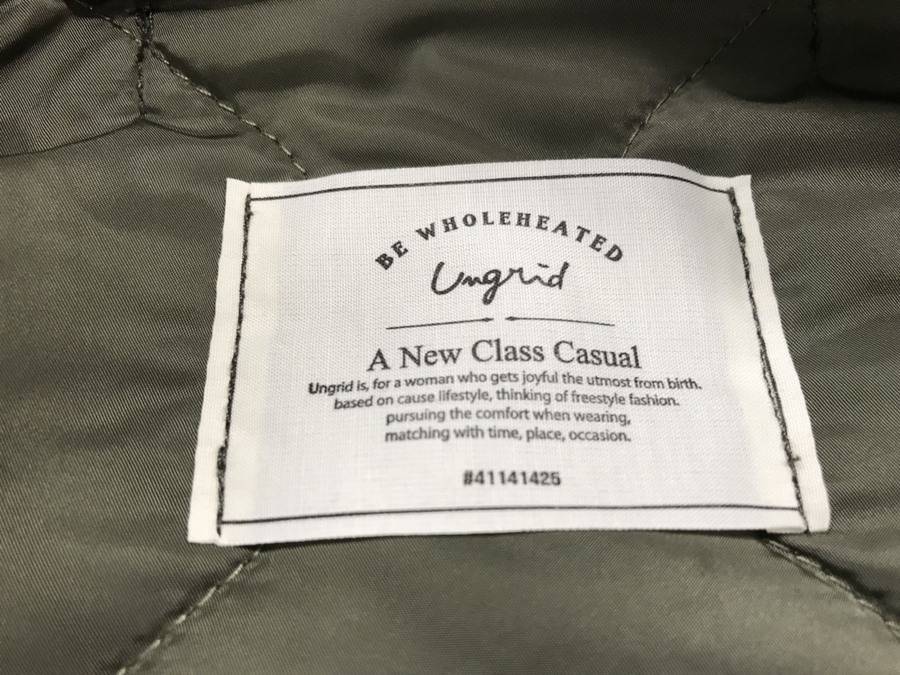 BE WHOLEHEATED
Ungrid
A New Class Casual
Ungrid is, for a woman who gets joyful the utmost from birth.
based on cause lifestyle, thinking of freestyle fashion.
pursuing the comfort when wearing,
matching with time, place, occasion.
#41141425